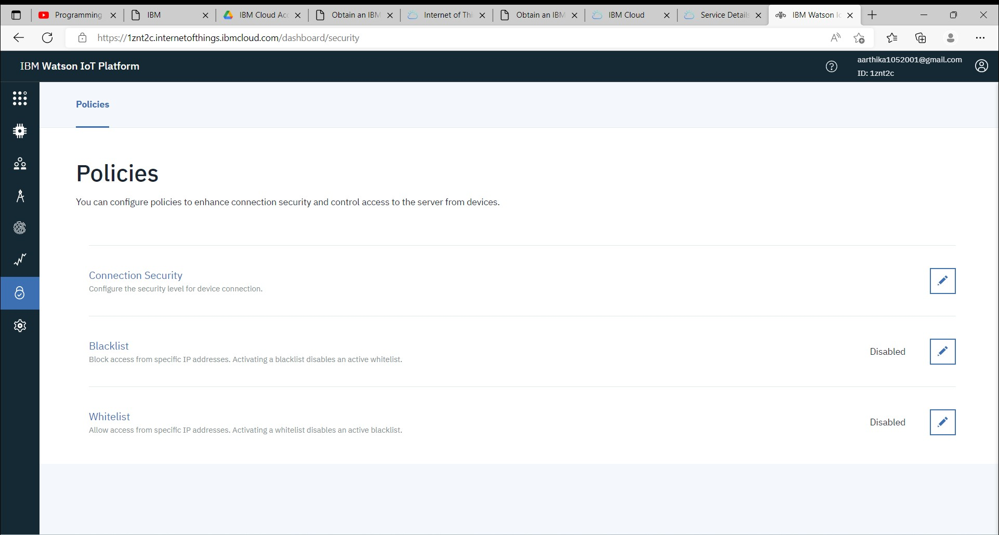 Programming
IBM
IBM Cloud Acc
Obtain an IBM
Internet of Thi
Obtain an IBM
IBM Cloud
Service Details
IBM Watson Io
https://1znt2c.internetofthings.ibmcloud.com/dashboard/security
IBM Watson IoT Platform
aarthika1052001@gmail.com
ID: 1znt2c
Policies
Policies
You can configure policies to enhance connection security and control access to the server from devices.
Connection Security
Configure the security level for device connection.
Blacklist
Block access from specific IP addresses. Activating a blacklist disables an active whitelist.
Disabled
Whitelist
Allow access from specific IP addresses. Activating a whitelist disables an active blacklist.
Disabled